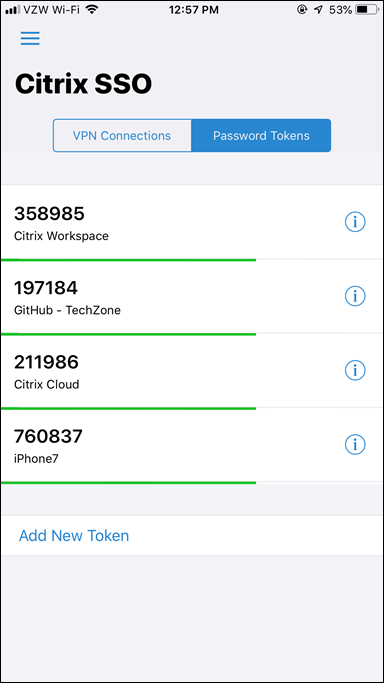 VZW Wi-Fi 12:57 PM 53%
Citrix SSO
VPN Connections Password Tokens
358985
Citrix Workspace
197184
GitHub - TechZone
211986
Citrix Cloud
760837
iPhone7
Add New Token